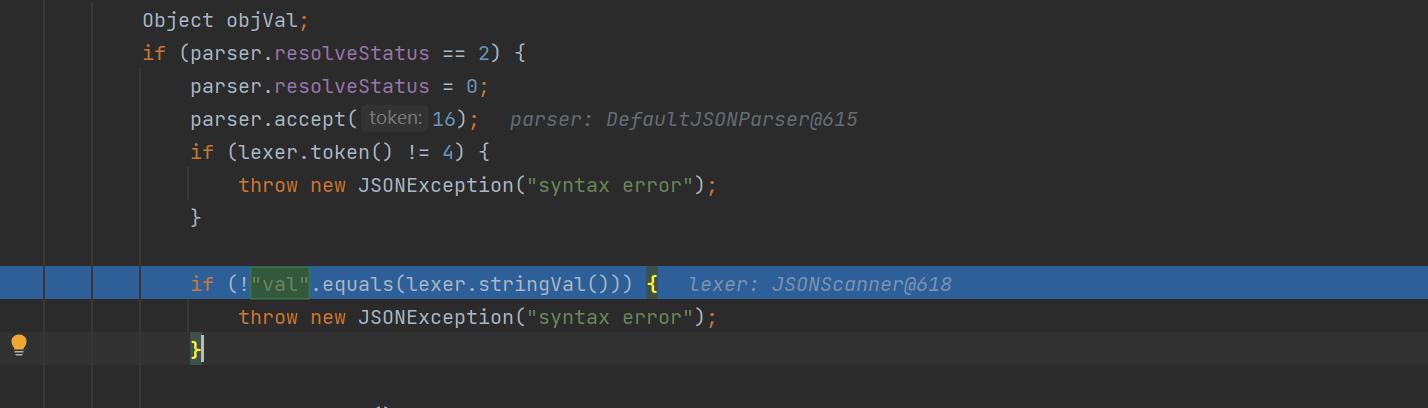 Object objVal;
if (parser.resolveStatus == 2) {
parser.resolveStatus = 0;
parser.accept( token: 16); parser: DefaultJSONParser@615
if (lexer.token() != 4) {
throw new JSONException("syntax error");
}
if (!"val".equals(lexer.stringVal())) { lexer: JSONScanner@618
throw new JSONException("syntax error");
}